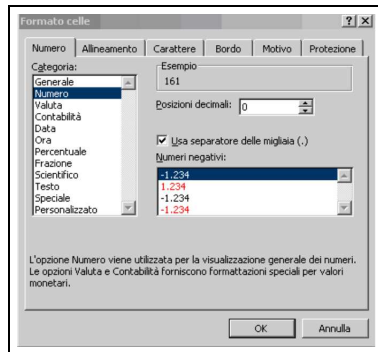 Formato celle
Numero Allineamento Carattere Bordo Motivo Protezione
Categoria:
Generale
Numero
Valuta
Contabilità
Data
Ora
Percentuale
Frazione
Scientifico
Testo
Speciale
Personalizzato
Esempio
161
Posizioni decimali: 0
Usa separatore delle migliaia (.)
Numeri negativi:
-1.234
1.234
-1.234
-1.234
L'opzione Numero viene utilizzata per la visualizzazione generale dei numeri.
Le opzioni Valuta e Contabilità forniscono formattazioni speciali per valori
monetari.
OK Annulla